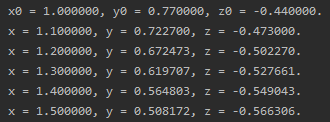 x0 = 1.000000, y0 = 0.770000, z0 = -0.440000.
x = 1.100000, y = 0.722700, z = -0.473000.
x = 1.200000, y = 0.672473, z = -0.502270.
x = 1.300000, y = 0.619707, z = -0.527661.
x = 1.400000, y = 0.564803, z = -0.549043.
x = 1.500000, y = 0.508172, z = -0.566306.